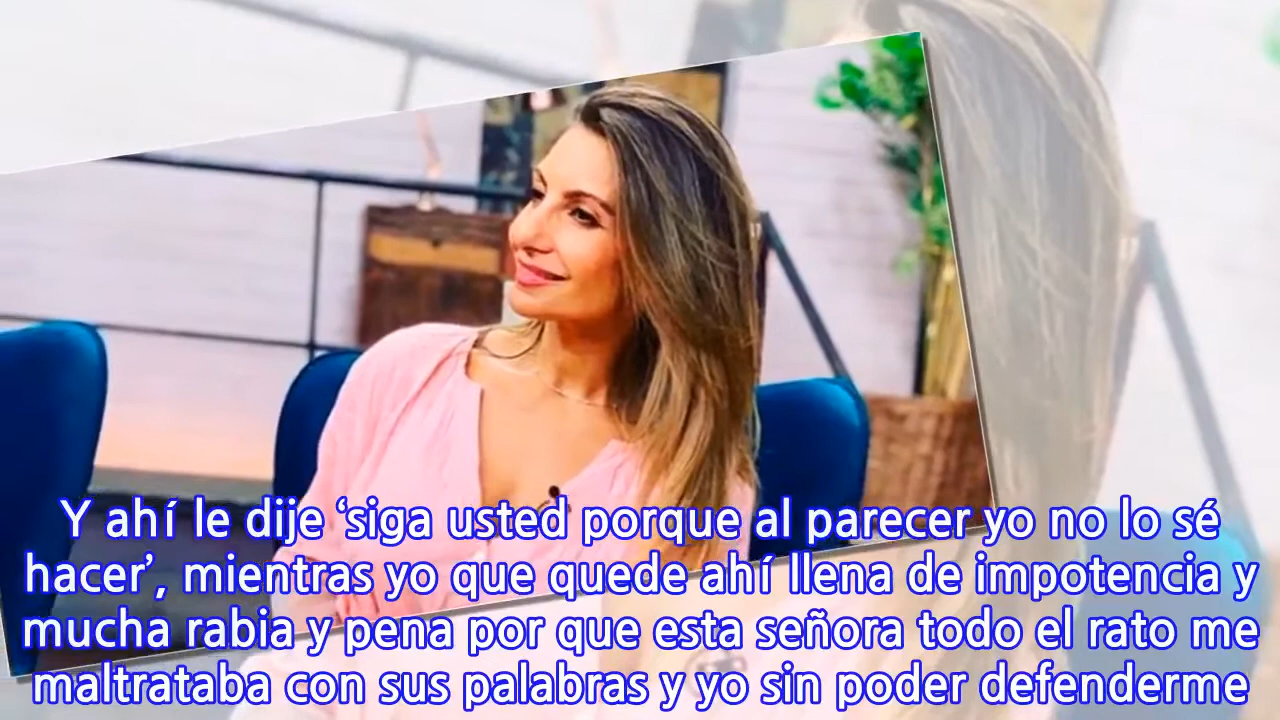 Y ahí le dije ‘siga usted porque al parecer yo no lo sé
hacer’, mientras yo que quede ahí llena de impotencia y
mucha rabia y pena por que esta señora todo el rato me
maltrataba con sus palabras y yo sin poder defenderme